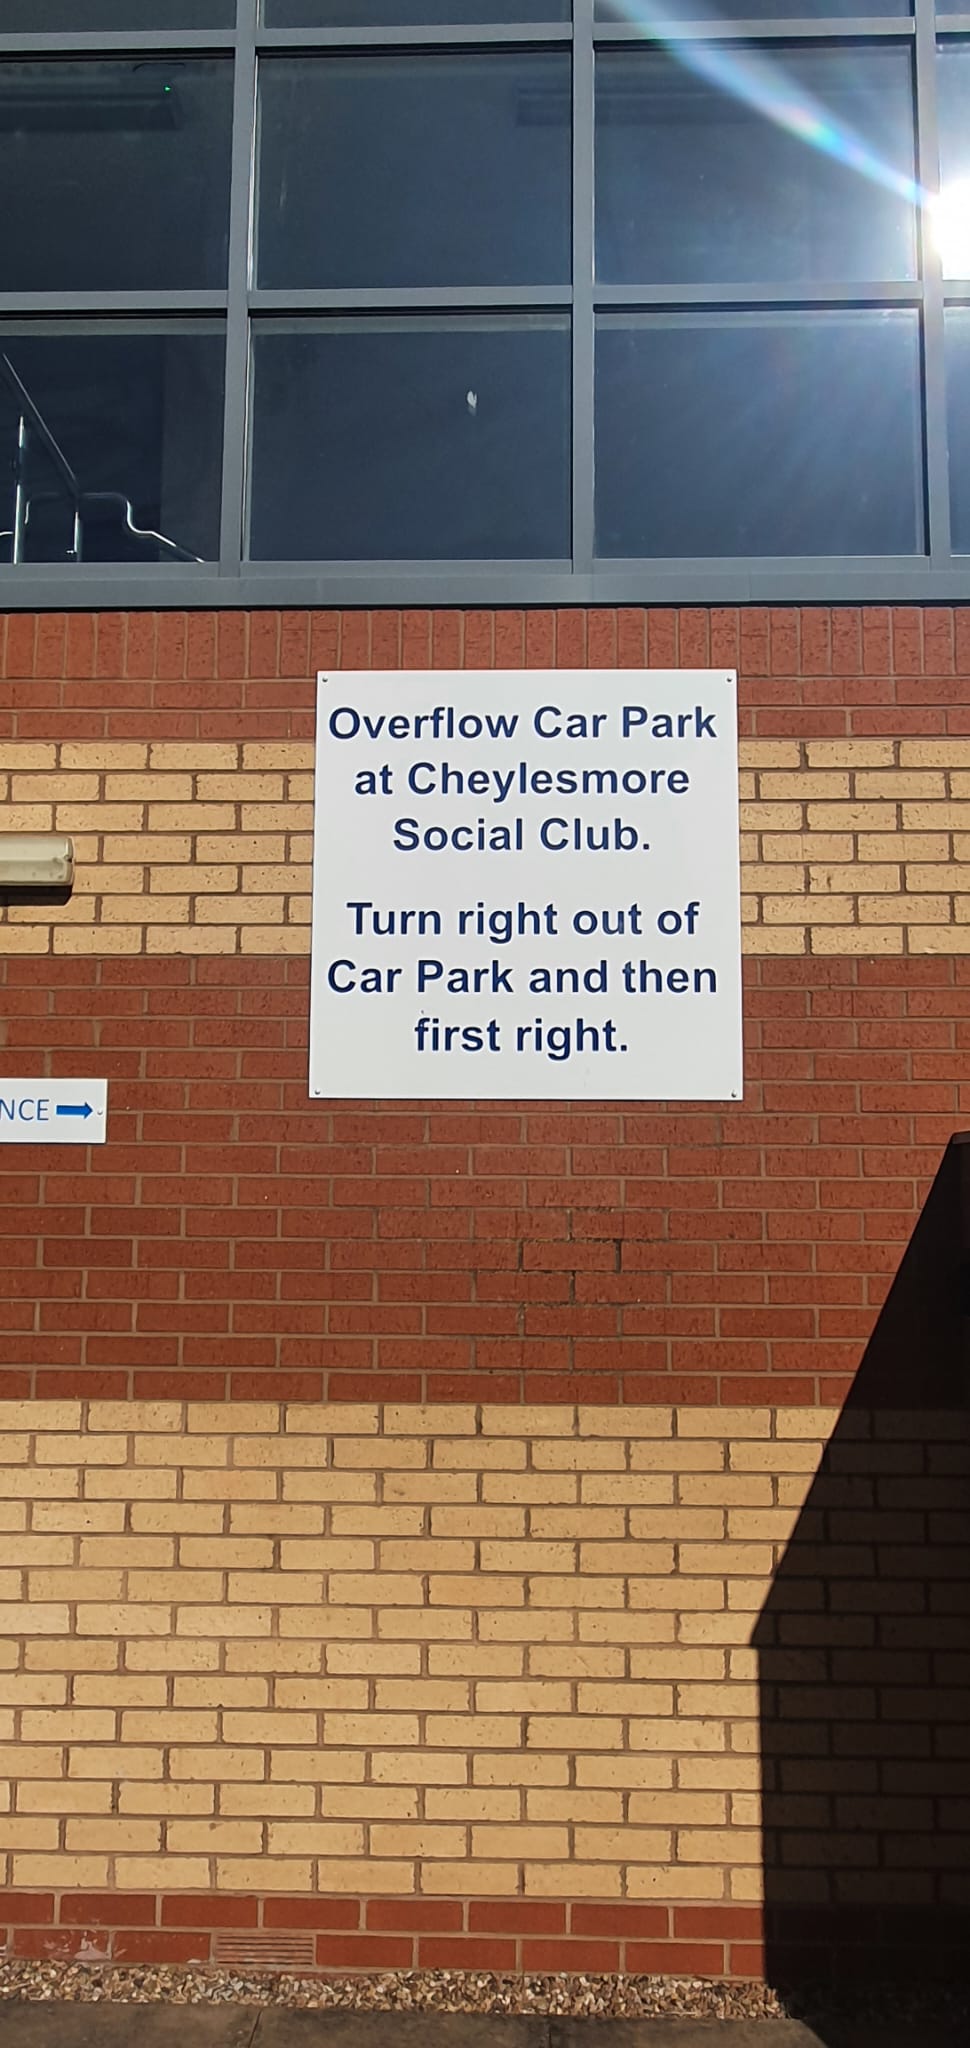 Overflow Car Park
at Cheylesmore
Social Club.
Turn right out of
Car Park and then
first right.
NCE